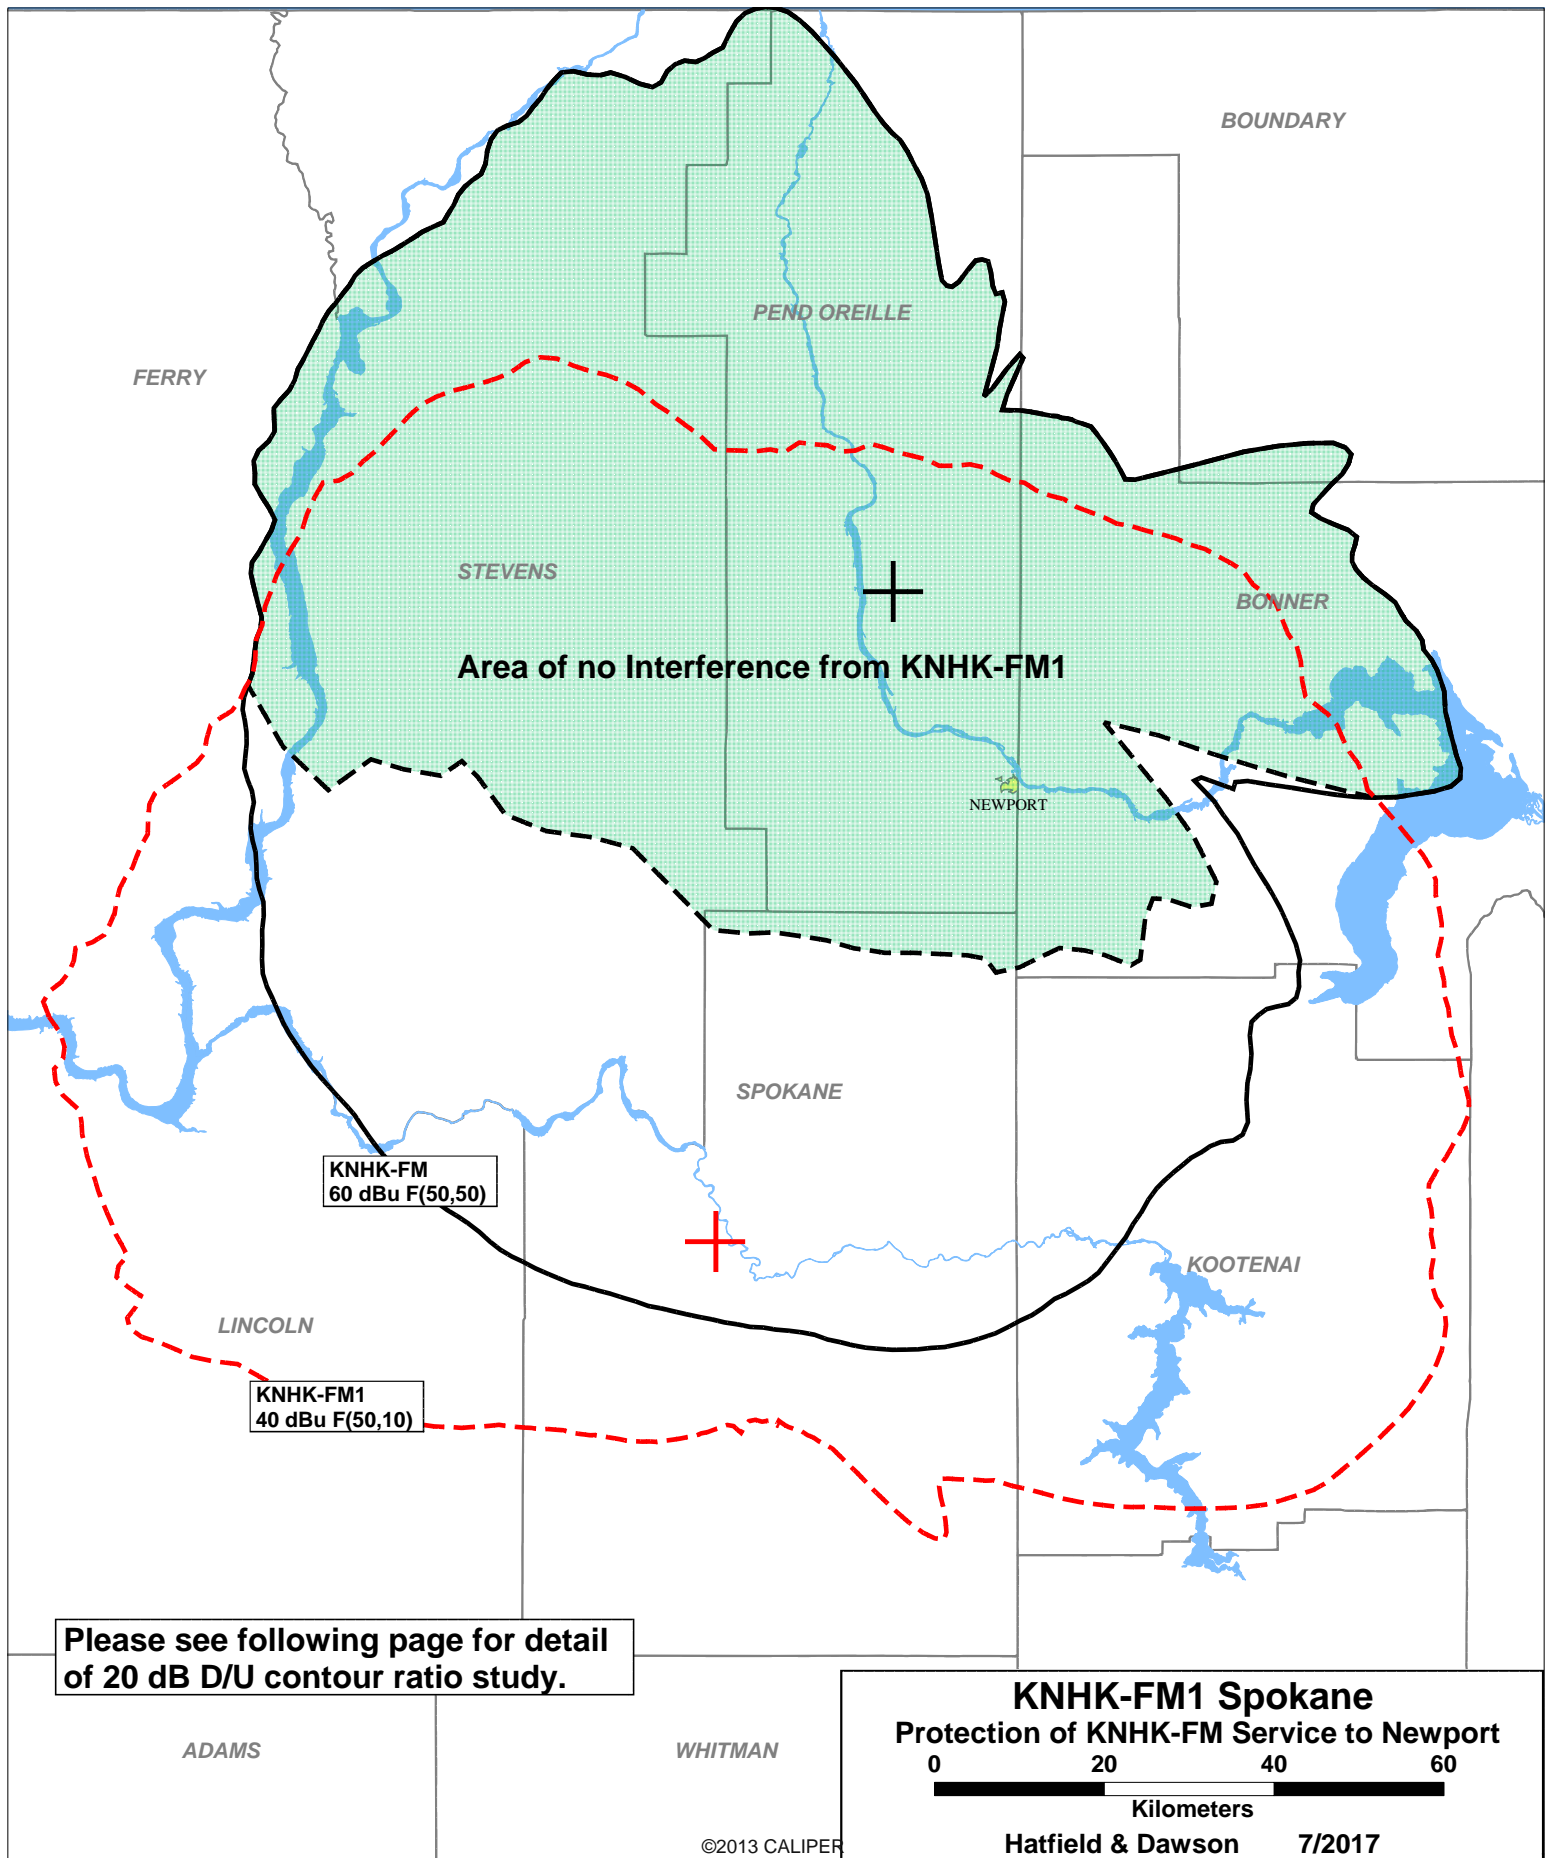 BOUNDARY
PEND OREILLE
FERRY
STEVENS
BONNER
Area of no Interference from KNHK-FM1
NEWPORT
SPOKANE
KNHK-FM
60 dBu F(50,50)
KOOTENAI
LINCOLN
KNHK-FM1
40 dBu F(50,10)
Please see following page for detail
of 20 dB D/U contour ratio study.
ADAMS
WHITMAN
KNHK-FM1 Spokane
Protection of KNHK-FM Service to Newport
0 20 40 60
Kilometers
Hatfield & Dawson 7/2017
©2013 CALIPER